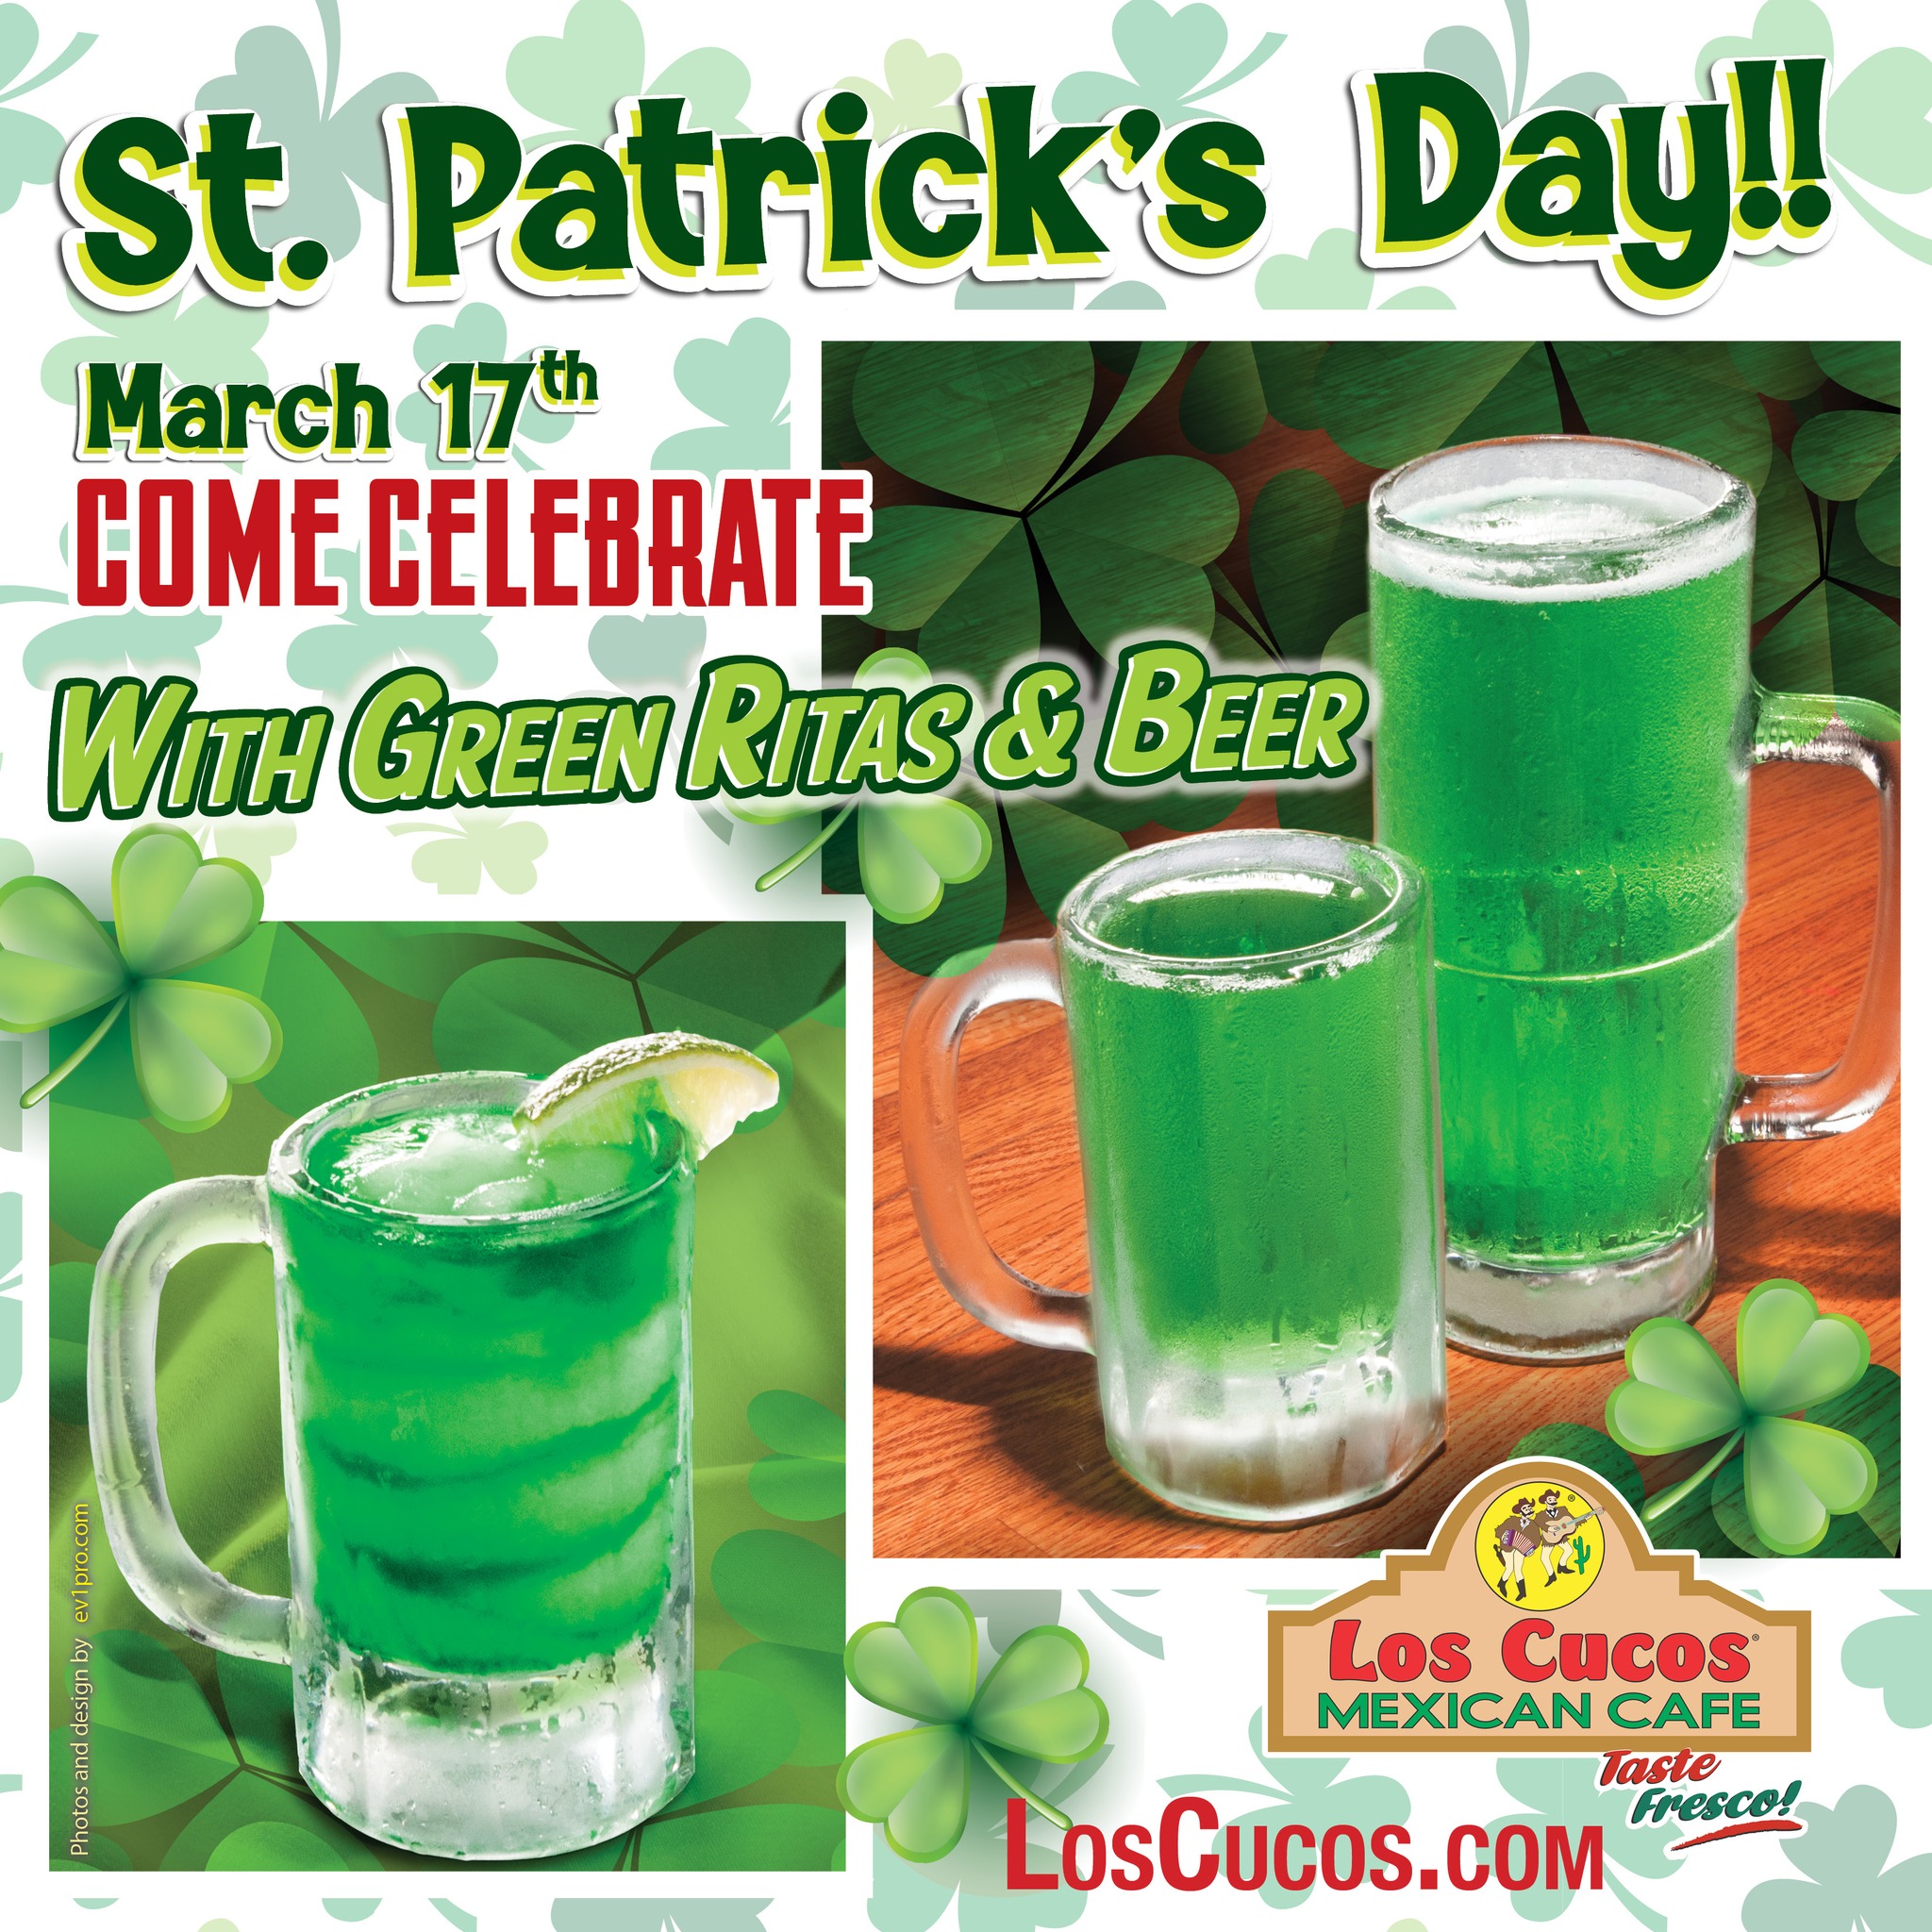 St. Patrick's Day!!
March 17th
COME CELEBRATE
WITH GREEN RITAS & BEER
Photos and design by ev1pro.com
LOS CUCOS®
MEXICAN CAFE
Taste
Fresco!
LOSCUCOS.COM